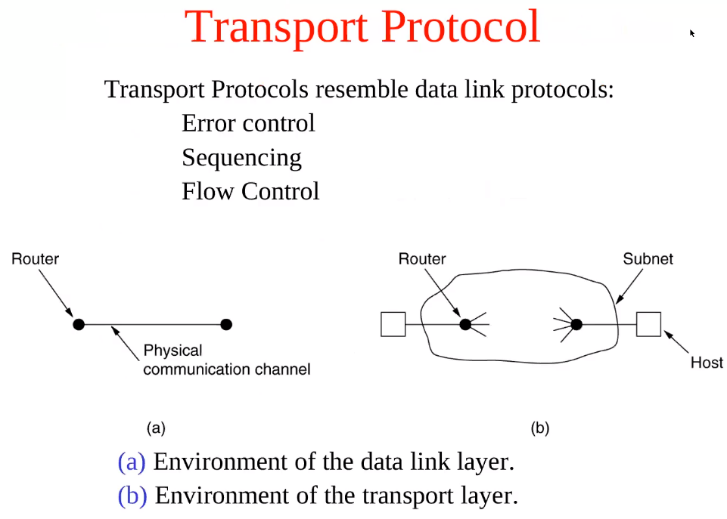 Transport Protocol
Transport Protocols resemble data link protocols:
Error control
Sequencing
Flow Control
Router
Physical
communication channel
(a)
Router
Subnet
Host
(b)
(a) Environment of the data link layer.
(b) Environment of the transport layer.